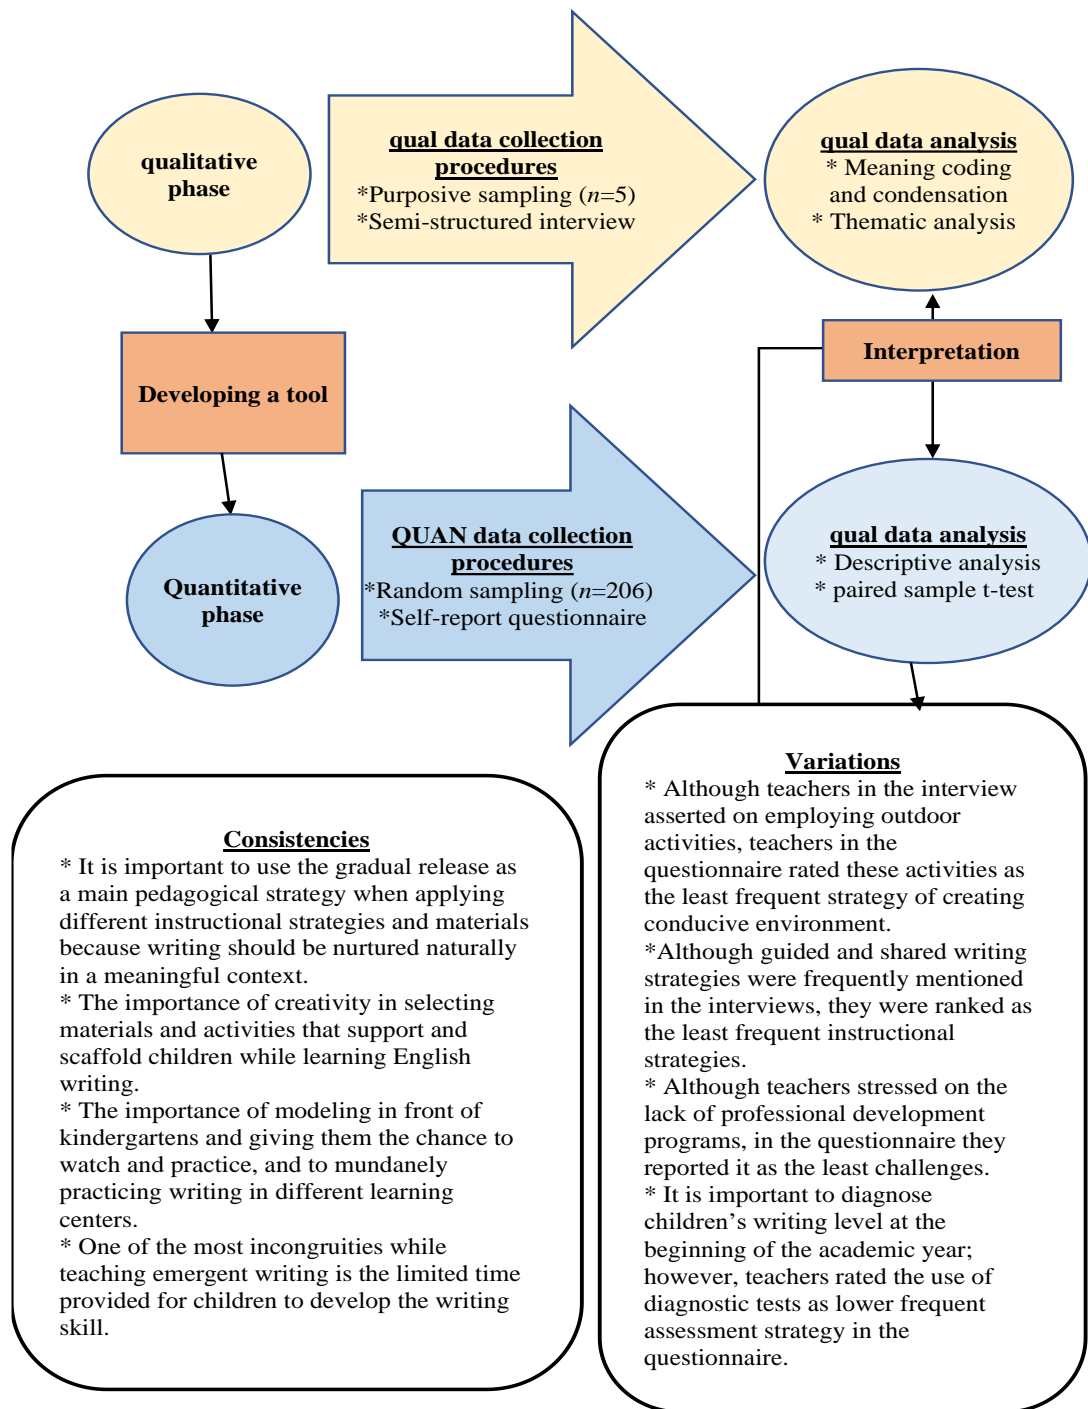 qualitative
phase
qual data collection
procedures
*Purposive sampling (n=5)
*Semi-structured interview
qual data analysis
* Meaning coding
and condensation
* Thematic analysis
Developing a tool
Interpretation
Quantitative
phase
QUAN data collection
procedures
*Random sampling (n=206)
*Self-report questionnaire
qual data analysis
* Descriptive analysis
* paired sample t-test
Consistencies
* It is important to use the gradual release as
a main pedagogical strategy when applying
different instructional strategies and materials
because writing should be nurtured naturally
in a meaningful context.
* The importance of creativity in selecting
materials and activities that support and
scaffold children while learning English
writing.
* The importance of modeling in front of
kindergartens and giving them the chance to
watch and practice, and to mundanely
practicing writing in different learning
centers.
* One of the most incongruities while
teaching emergent writing is the limited time
provided for children to develop the writing
skill.
Variations
* Although teachers in the interview
asserted on employing outdoor
activities, teachers in the
questionnaire rated these activities as
the least frequent strategy of creating
conducive environment.
*Although guided and shared writing
strategies were frequently mentioned
in the interviews, they were ranked as
the least frequent instructional
strategies.
* Although teachers stressed on the
lack of professional development
programs, in the questionnaire they
reported it as the least challenges.
* It is important to diagnose
children’s writing level at the
beginning of the academic year;
however, teachers rated the use of
diagnostic tests as lower frequent
assessment strategy in the
questionnaire.